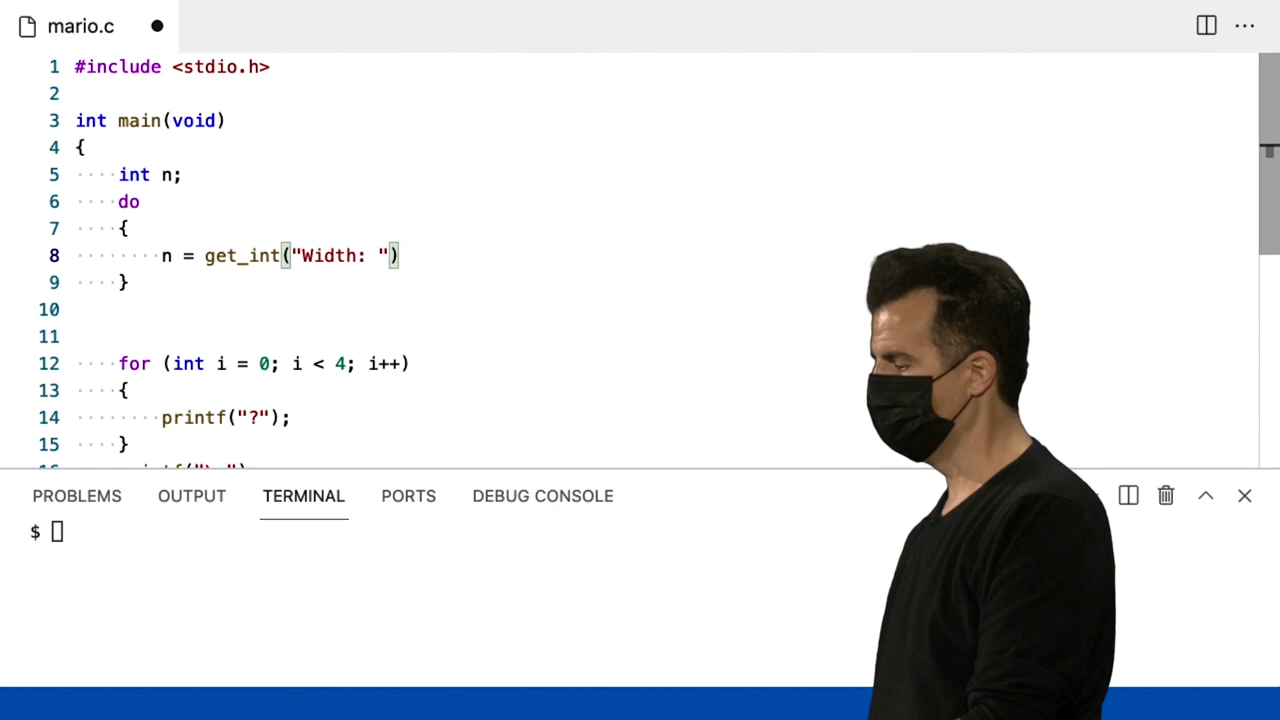 mario.c
1 #include <stdio.h>
2
3 int main(void)
4 {
5 int n;
6 do
7 {
8 n = get_int("Width: ")
9 }
10
11
12 for (int i = 0; i < 4; i++)
13 {
14 printf("?");
15 }
PROBLEMS OUTPUT TERMINAL PORTS DEBUG CONSOLE
$